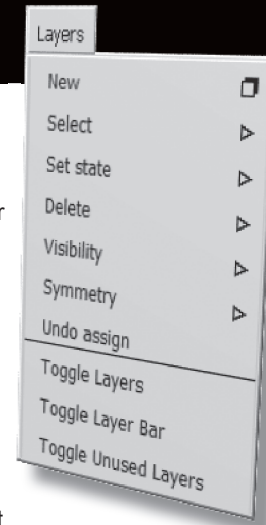 Layers
New
Select
Set state
Delete
Visibility
Symmetry
Undo assign
Toggle Layers
Toggle Layer Bar
Toggle Unused Layers